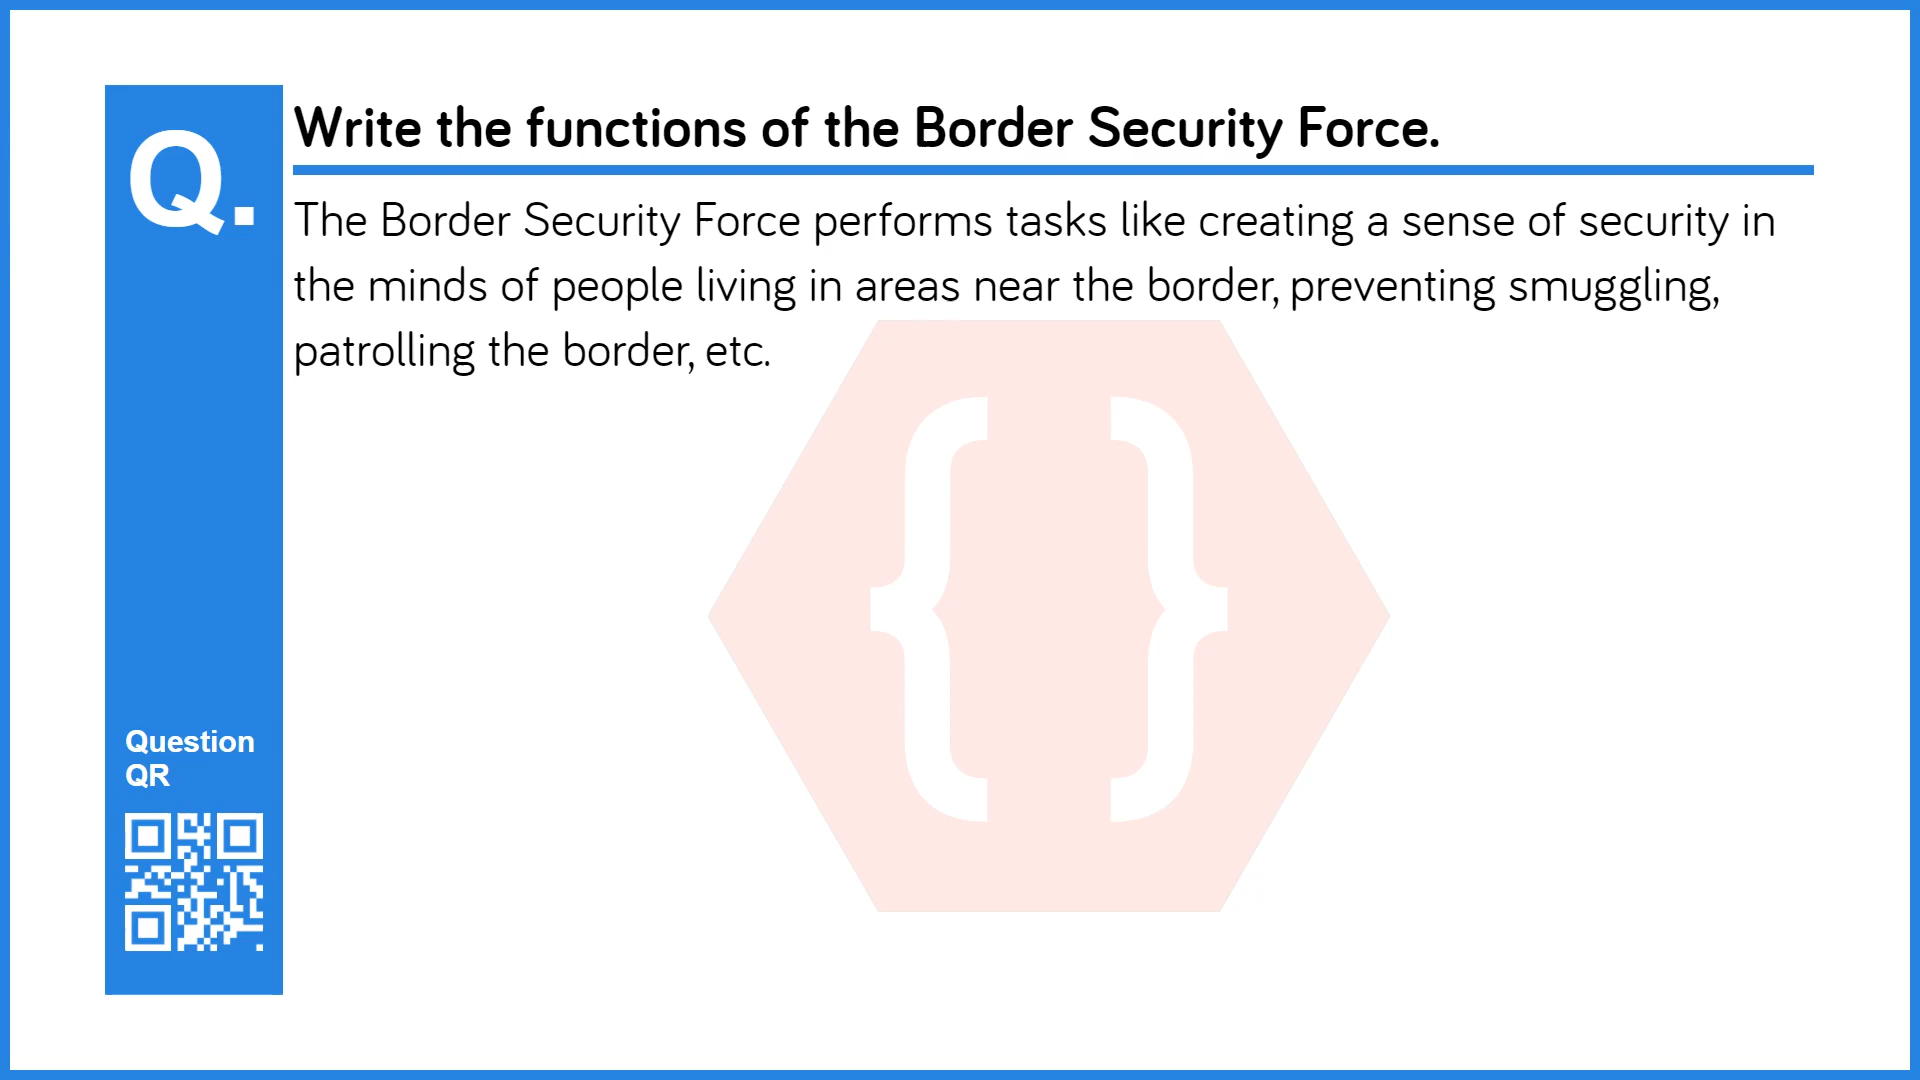 Q.
Write the functions of the Border Security Force.
The Border Security Force performs tasks like creating a sense of security in
the minds of people living in areas near the border, preventing smuggling,
patrolling the border, etc.
{ }
Question
QR